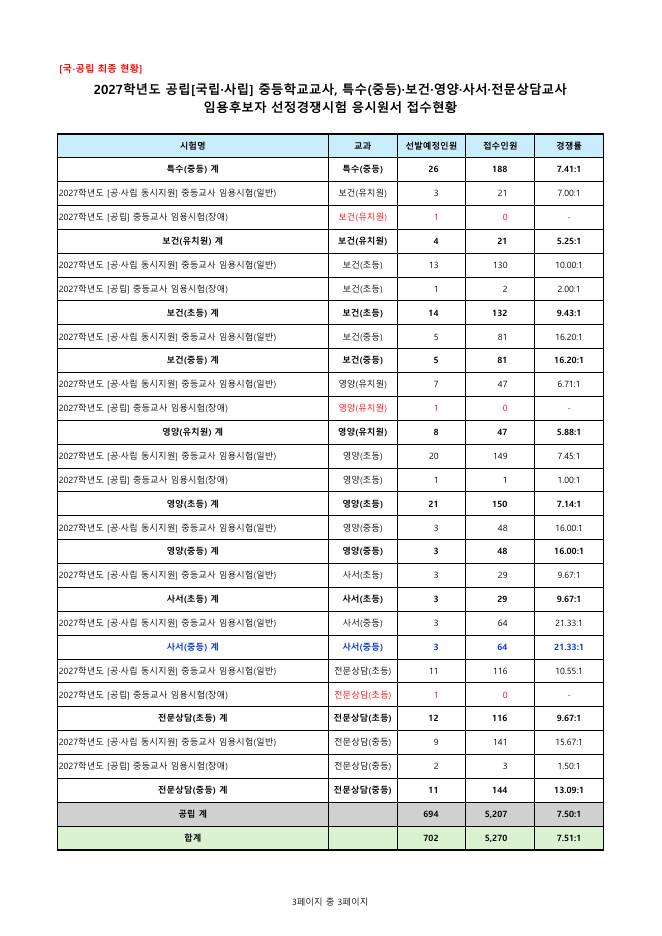 [국·공립 최종 현황]
2027학년도 공립[국립·사립] 중등학교교사, 특수(중등)·보건·영양·사서·전문상담교사
임용후보자 선정경쟁시험 응시원서 접수현황
시험명 교과 선발예정인원 접수인원 경쟁률
특수(중등) 계 특수(중등) 26 188 7.41:1
2027학년도 [공·사립 동시지원] 중등교사 임용시험(일반) 보건(유치원) 3 21 7.00:1
2027학년도 [공립] 중등교사 임용시험(장애) 보건(유치원) 1 0 -
보건(유치원) 계 보건(유치원) 4 21 5.25:1
2027학년도 [공·사립 동시지원] 중등교사 임용시험(일반) 보건(초등) 13 130 10.00:1
2027학년도 [공립] 중등교사 임용시험(장애) 보건(초등) 1 2 2.00:1
보건(초등) 계 보건(초등) 14 132 9.43:1
2027학년도 [공·사립 동시지원] 중등교사 임용시험(일반) 보건(중등) 5 81 16.20:1
보건(중등) 계 보건(중등) 5 81 16.20:1
2027학년도 [공·사립 동시지원] 중등교사 임용시험(일반) 영양(유치원) 7 47 6.71:1
2027학년도 [공립] 중등교사 임용시험(장애) 영양(유치원) 1 0 -
영양(유치원) 계 영양(유치원) 8 47 5.88:1
2027학년도 [공·사립 동시지원] 중등교사 임용시험(일반) 영양(초등) 20 149 7.45:1
2027학년도 [공립] 중등교사 임용시험(장애) 영양(초등) 1 1 1.00:1
영양(초등) 계 영양(초등) 21 150 7.14:1
2027학년도 [공·사립 동시지원] 중등교사 임용시험(일반) 영양(중등) 3 48 16.00:1
영양(중등) 계 영양(중등) 3 48 16.00:1
2027학년도 [공·사립 동시지원] 중등교사 임용시험(일반) 사서(초등) 3 29 9.67:1
사서(초등) 계 사서(초등) 3 29 9.67:1
2027학년도 [공·사립 동시지원] 중등교사 임용시험(일반) 사서(중등) 3 64 21.33:1
사서(중등) 계 사서(중등) 3 64 21.33:1
2027학년도 [공·사립 동시지원] 중등교사 임용시험(일반) 전문상담(초등) 11 116 10.55:1
2027학년도 [공립] 중등교사 임용시험(장애) 전문상담(초등) 1 0 -
전문상담(초등) 계 전문상담(초등) 12 116 9.67:1
2027학년도 [공·사립 동시지원] 중등교사 임용시험(일반) 전문상담(중등) 9 141 15.67:1
2027학년도 [공립] 중등교사 임용시험(장애) 전문상담(중등) 2 3 1.50:1
전문상담(중등) 계 전문상담(중등) 11 144 13.09:1
공립 계 694 5,207 7.50:1
합계 702 5,270 7.51:1
3페이지 중 3페이지